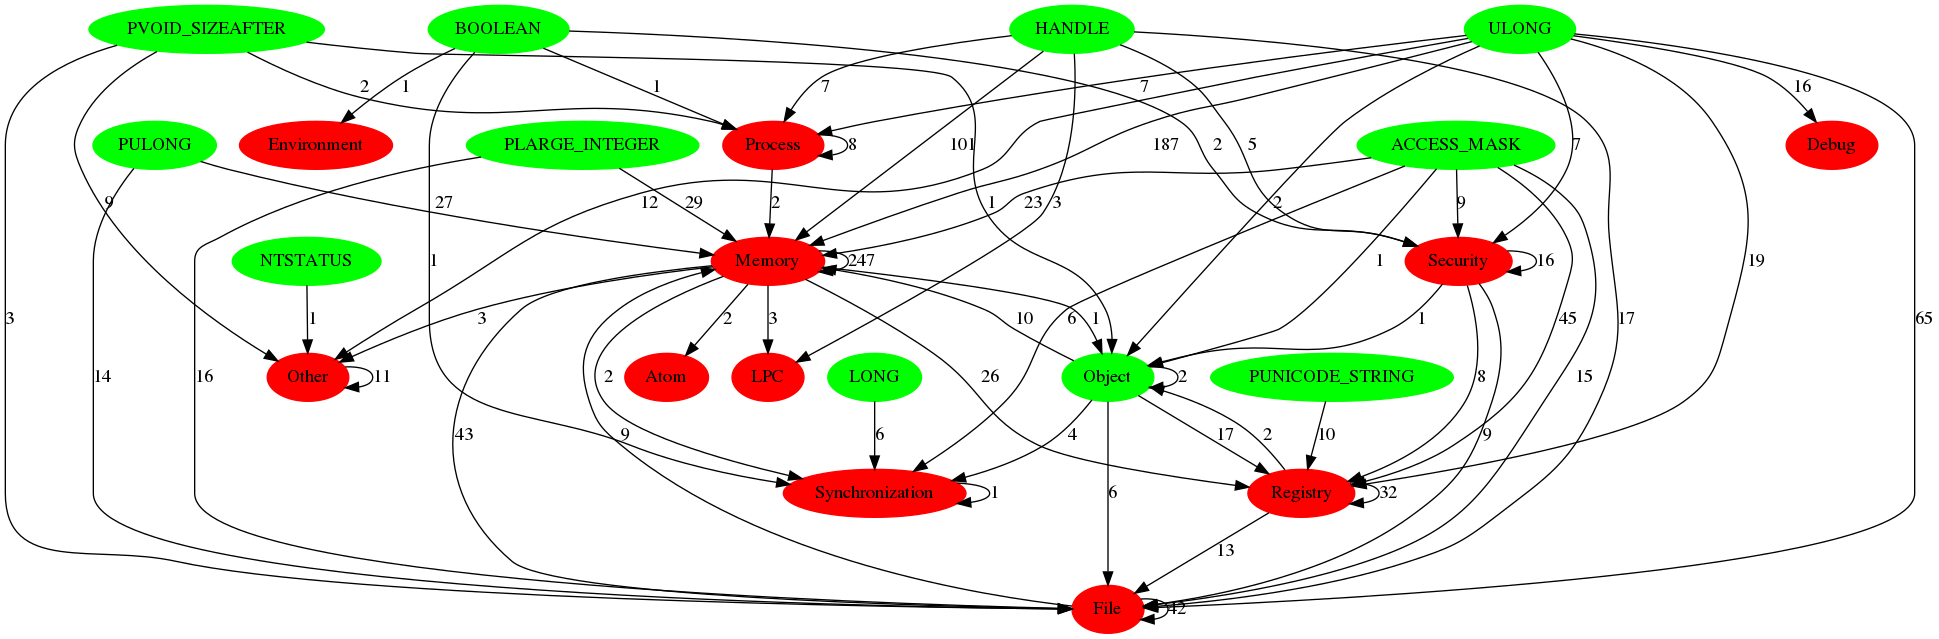 PVOID_SIZEAFTER
BOOLEAN
HANDLE
ULONG
2
1
1
7
7
16
PULONG
Environment
PLARGE_INTEGER
Process
8
101
187
2
5
ACCESS_MASK
7
Debug
9
27
29
2
12
1
23
3
2
1
9
19
NTSTATUS
1
Memory
247
Security
16
3
1
3
2
3
10
1
6
1
45
17
65
14
16
2
Other
11
Atom
LPC
LONG
Object
2
26
PUNICODE_STRING
8
15
43
9
6
4
17
2
10
9
Synchronization
1
6
Registry
32
13
File
42